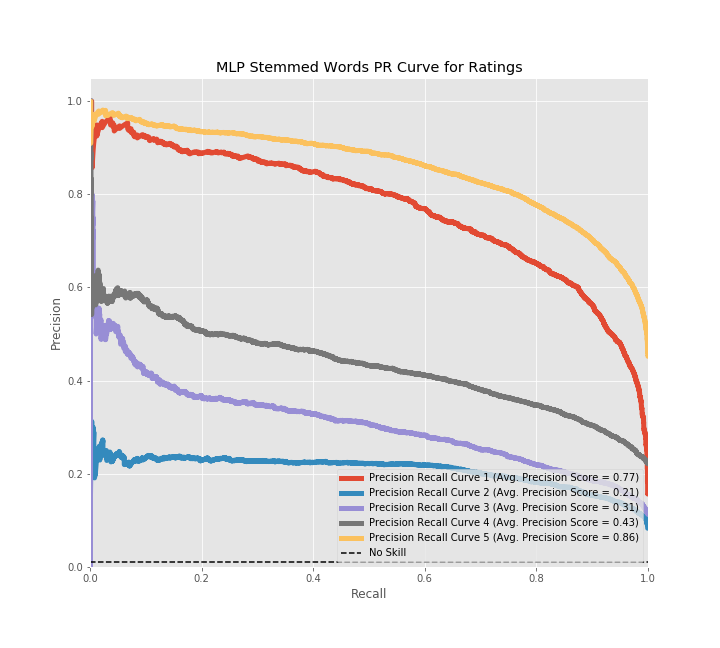 MLP Stemmed Words PR Curve for Ratings
Precision
1.0
0.8
0.6
0.4
0.2
0.0
Precision Recall Curve 1 (Avg. Precision Score = 0.77)
Precision Recall Curve 2 (Avg. Precision Score = 0.21)
Precision Recall Curve 3 (Avg. Precision Score = 0.31)
Precision Recall Curve 4 (Avg. Precision Score = 0.43)
Precision Recall Curve 5 (Avg. Precision Score = 0.86)
No Skill
0.0 0.2 0.4 0.6 0.8 1.0
Recall